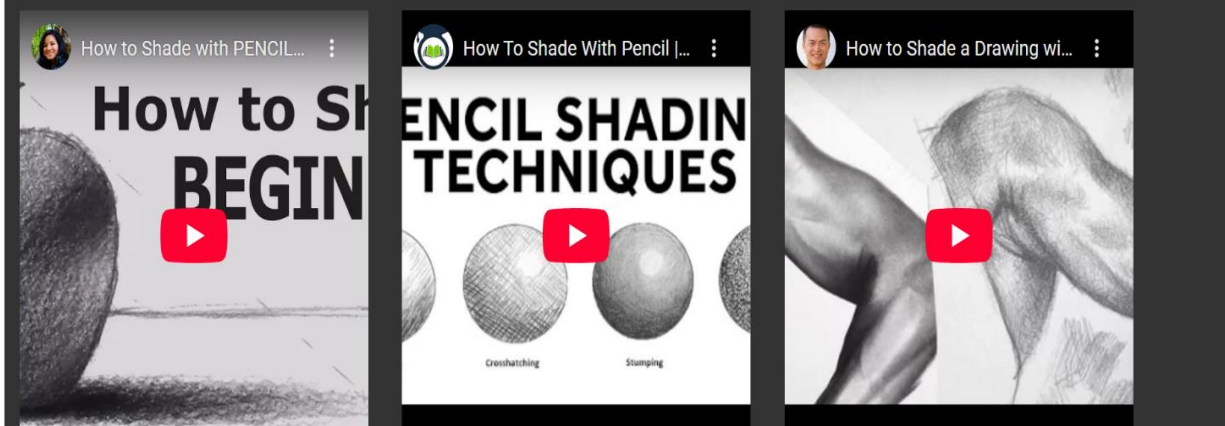 How to Shade with PENCIL...
How to Sh
BEGIN
How To Shade With Pencil |...
ENCIL SHADIN
TECHNIQUES
Crosshatching
Stumping
How to Shade a Drawing wi...